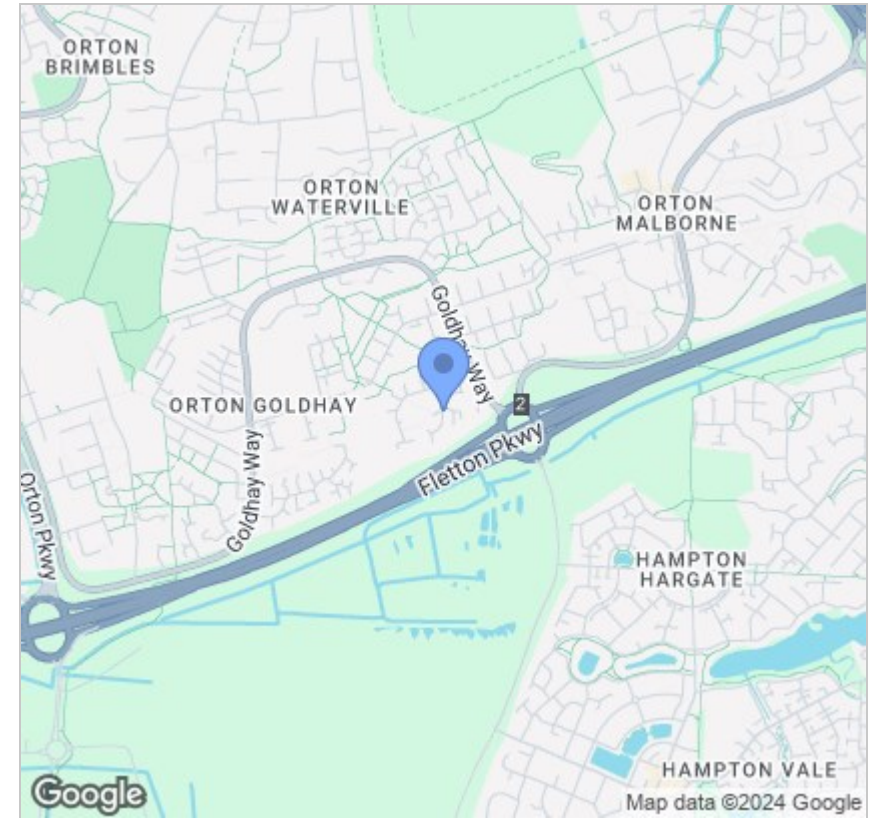 ORTON
BRIMBLES
ORTON
WATERVILLE
ORTON
MALBORNE
Goldhay Way
ORTON GOLDHAY
2
Fletton Pkwy
Goldhay Way
Orton Pkwy
HAMPTON
HARGATE
HAMPTON VALE
Google
Map data ©2024 Google